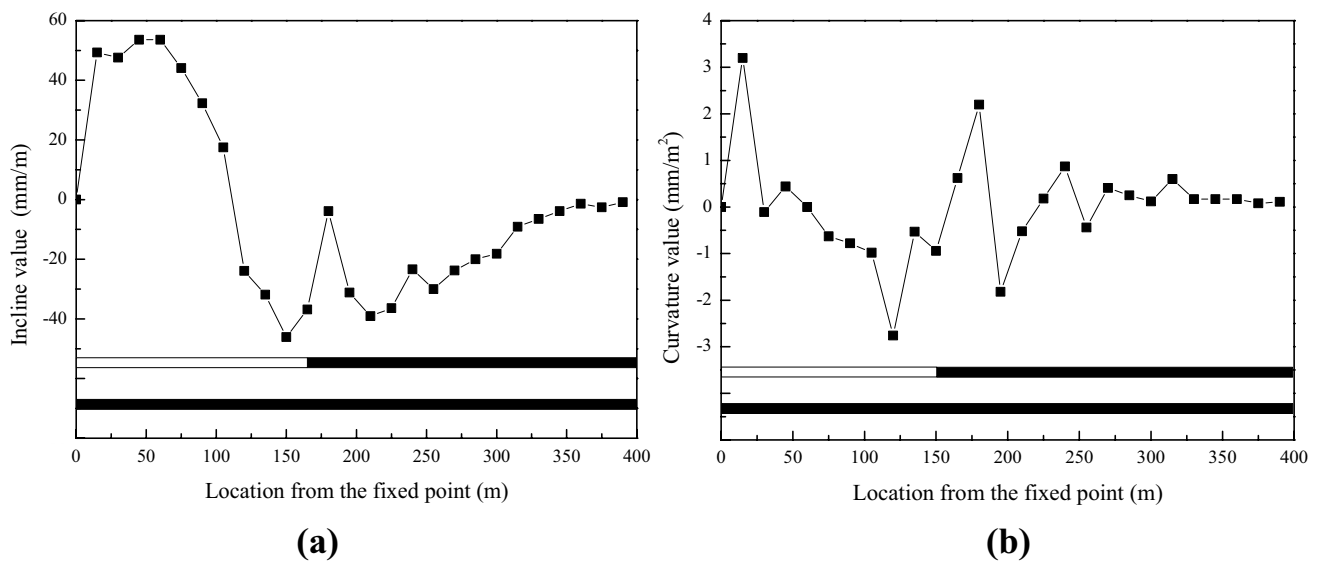 60
40
20
0
-20
-40
Incline value (mm/m)
0 50 100 150 200 250 300 350 400
Location from the fixed point (m)
(a)
4
3
2
1
0
-1
-2
-3
Curvature value (mm/m²)
0 50 100 150 200 250 300 350 400
Location from the fixed point (m)
(b)